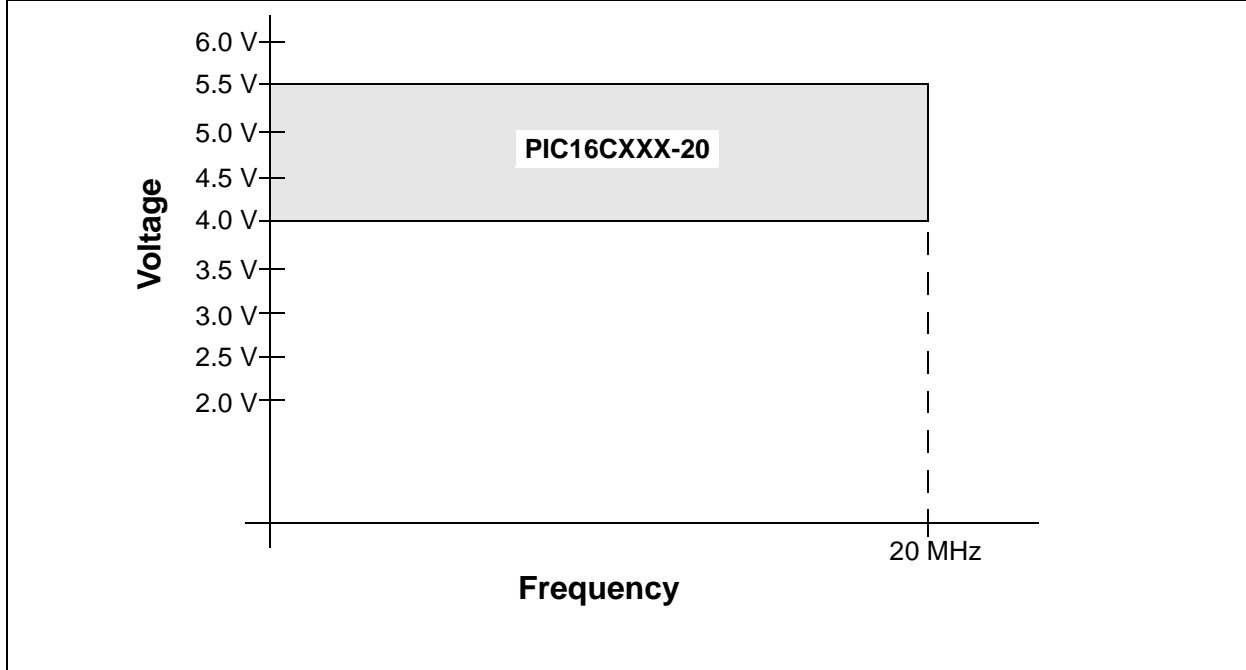 6.0 V
5.5 V
5.0 V
4.5 V
4.0 V
3.5 V
3.0 V
2.5 V
2.0 V
Voltage
PIC16CXXX-20
20 MHz
Frequency